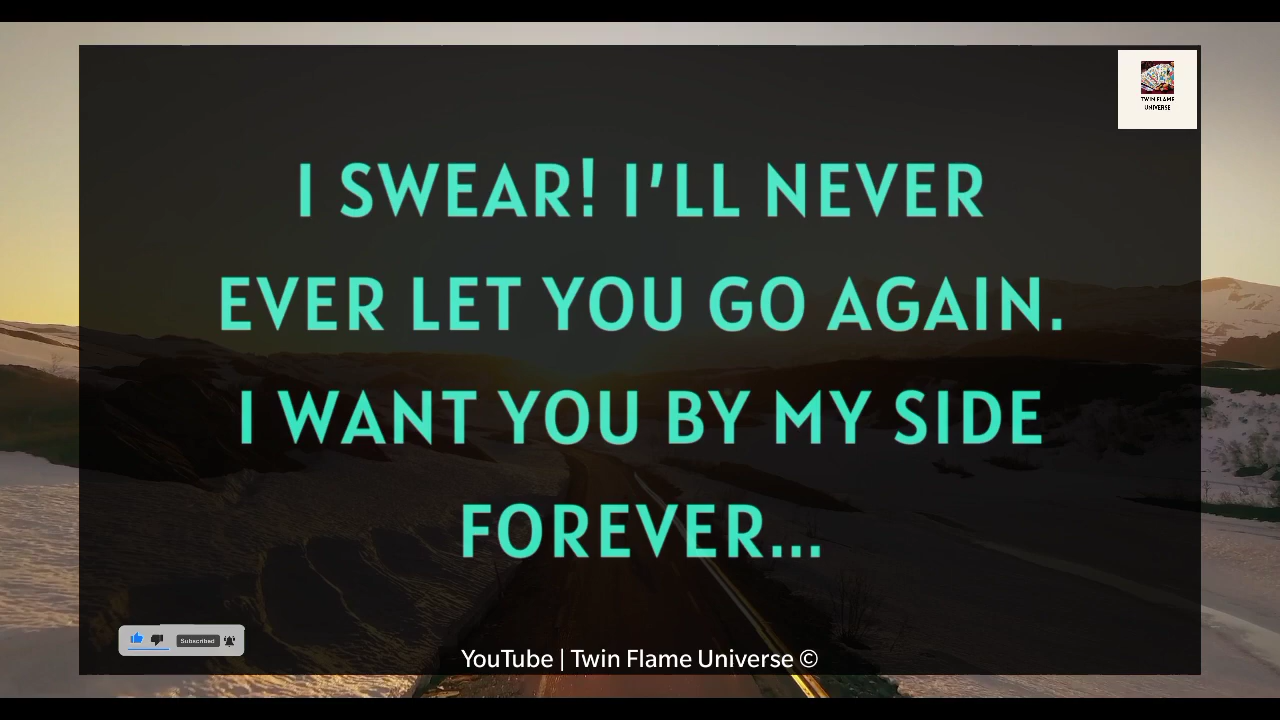 TWIN FLAME
UNIVERSE
I SWEAR! I'LL NEVER
EVER LET YOU GO AGAIN.
I WANT YOU BY MY SIDE
FOREVER...
Subscribed
YouTube | Twin Flame Universe ©